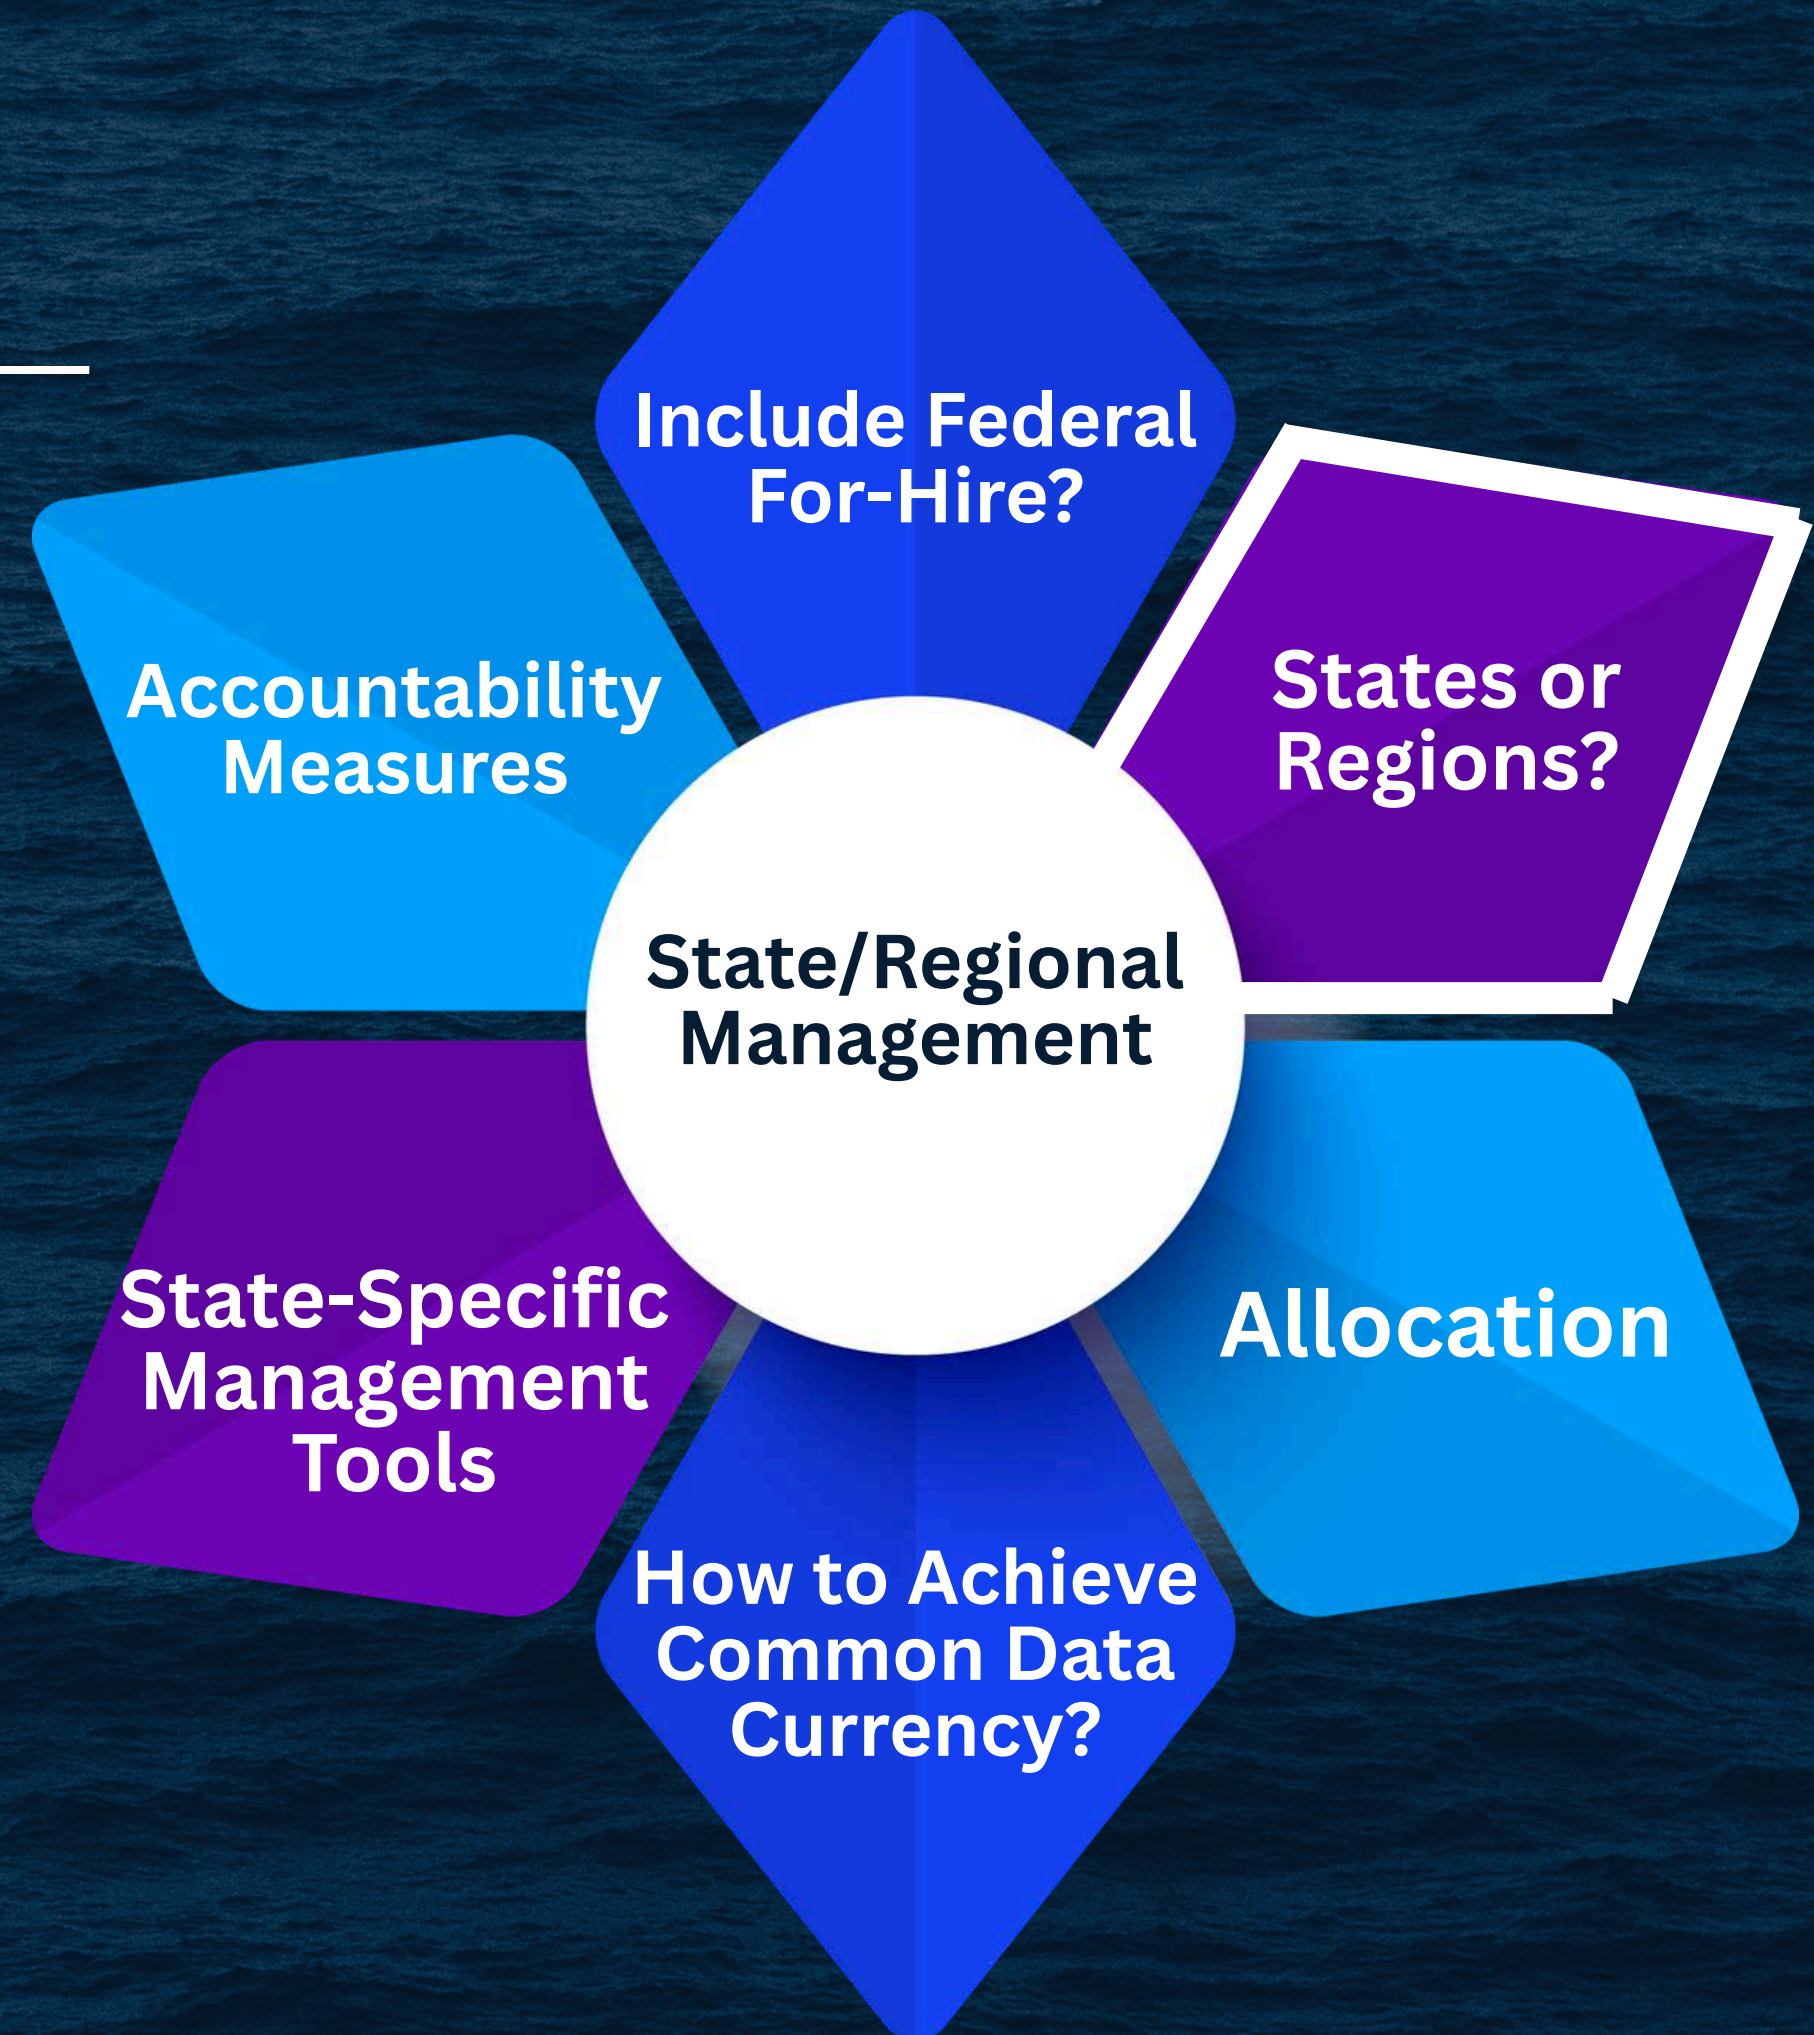 Include Federal
For-Hire?
States or
Regions?
Accountability
Measures
State/Regional
Management
State-Specific
Management
Tools
Allocation
How to Achieve
Common Data
Currency?